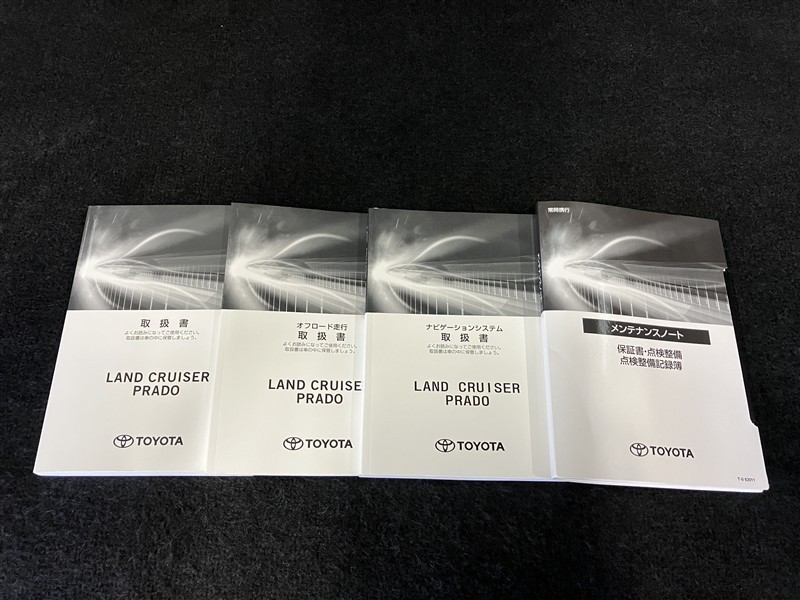 取扱書
よくお読みになってご使用ください。
取扱書は車の中に保管しましょう。
LAND CRUISER
PRADO
TOYOTA
オフロード走行
取扱書
よくお読みになってご使用ください。
取扱書は車の中に保管しましょう。
LAND CRUISE
PRADO
TOYOTA
ナビゲーションシステム
取扱書
よくお読みになってご使用ください。
取扱書は車の中に保管しましょう。
LAND CRUISER
PRADO
TOYOTA
常時携行
メンテナンスノート
保証書・点検整備
点検整備記録簿
TOYOTA